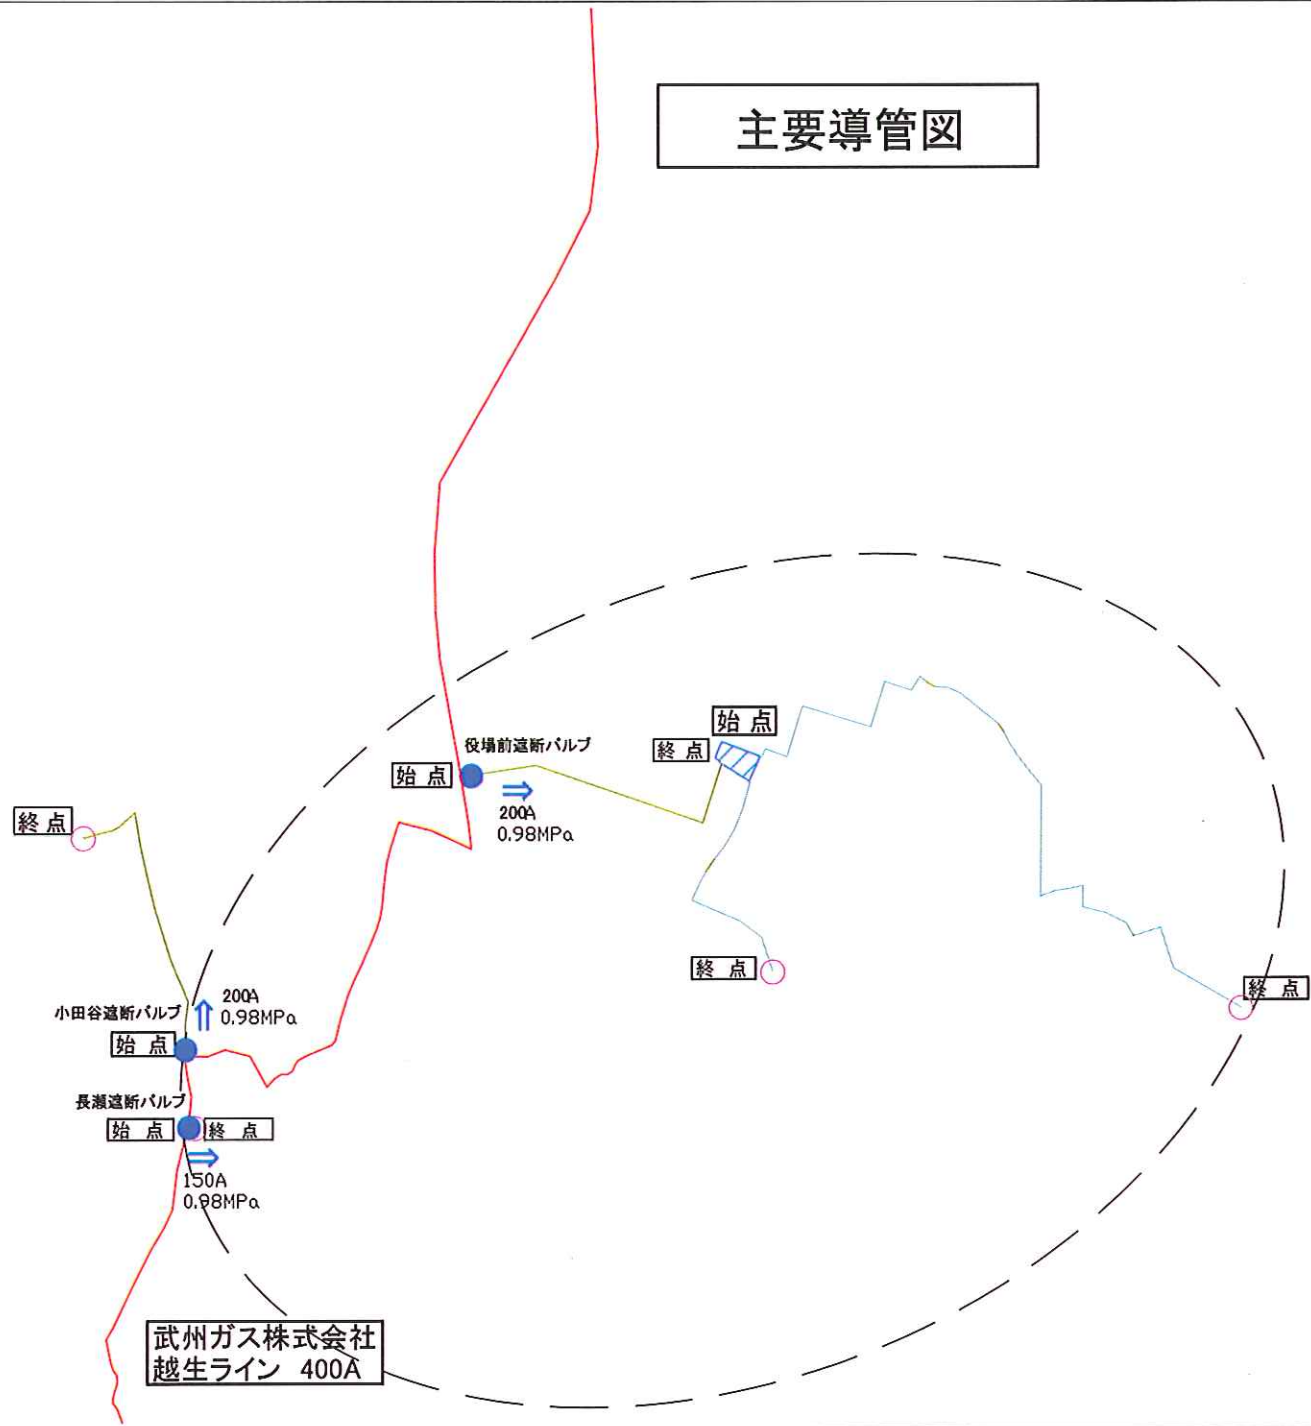 主要導管図
始点
役場前遮断バルブ
終点
始点
200A
0.98MPa
終点
終点
終点
200A
小田谷遮断バルブ
0.98MPa
始点
長瀬遮断バルブ
始点
終点
150A
0.98MPa
武州ガス株式会社
越生ライン 400A